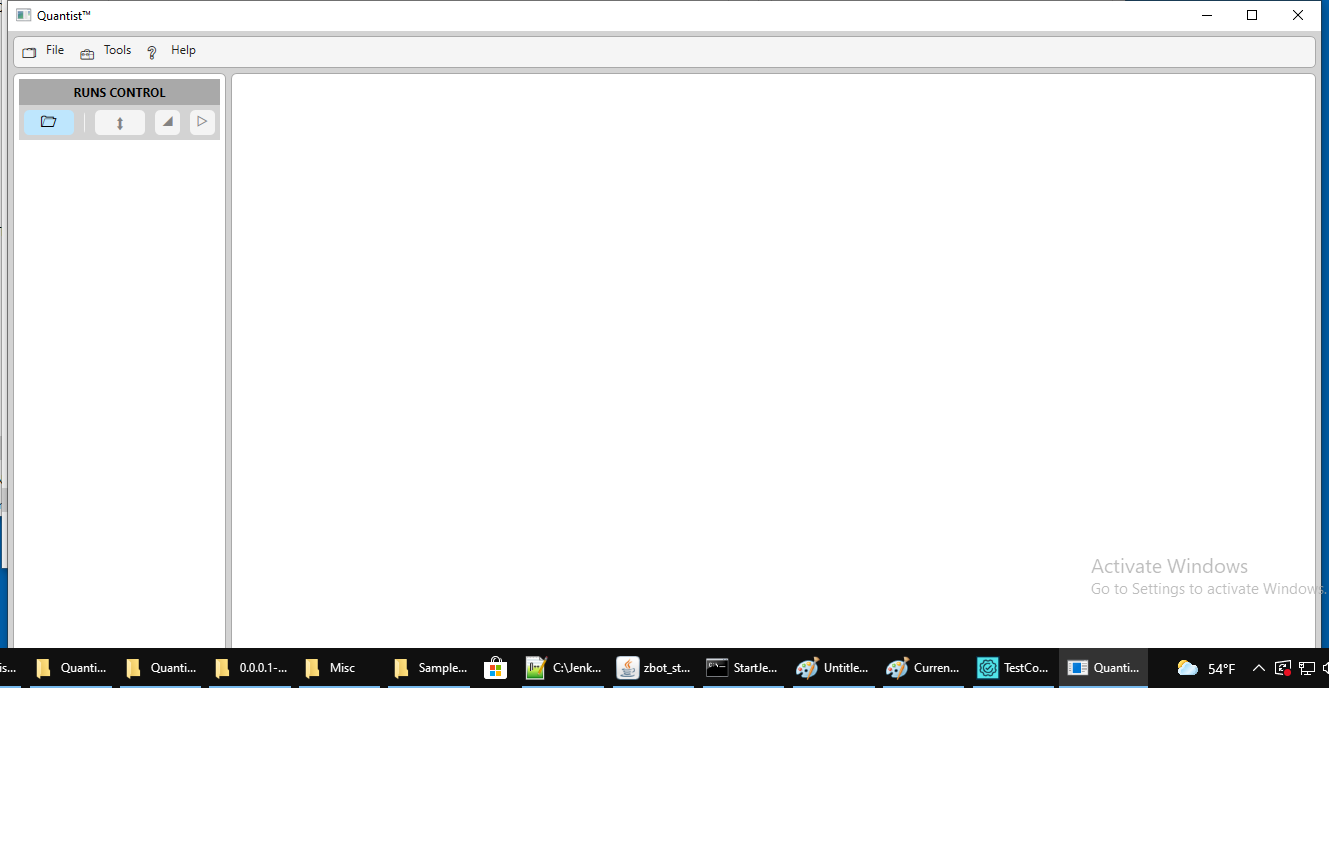 Quantist™
File Tools Help
RUNS CONTROL
Activate Windows
Go to Settings to activate Windows.
is... Quanti... Quanti... 0.0.0.1-... Misc Sample... C:\Jenk... zbot_st... StartJe... Untitle... Curren... TestCo... Quanti... 54°F